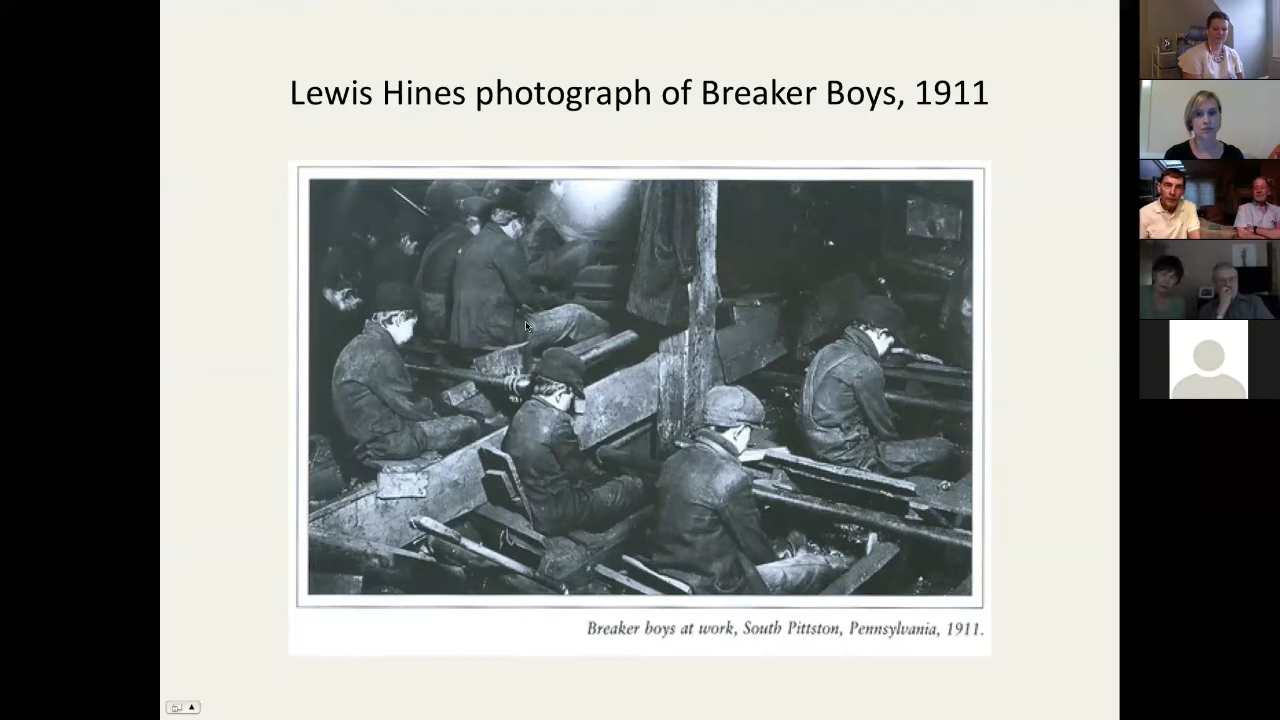 Lewis Hines photograph of Breaker Boys, 1911
Breaker boys at work, South Pittston, Pennsylvania, 1911.